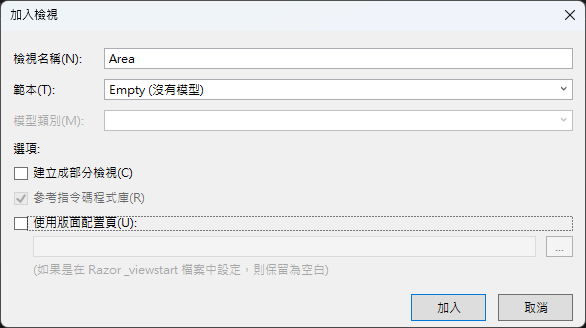 加入檢視
檢視名稱(N): Area
範本(T): Empty (沒有模型)
模型類別(M):
選項:
建立成部分檢視(C)
參考指令碼程式庫(R)
使用版面配置頁(U):
...
(如果是在 Razor _viewstart 檔案中設定，則保留為空白)
加入 取消